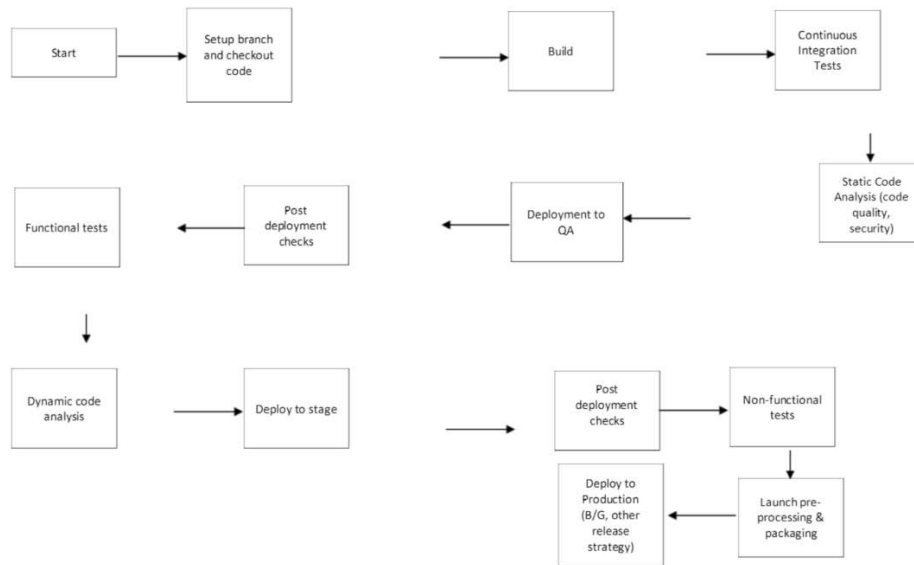 Start
Setup branch
and checkout
code
Build
Continuous
Integration
Tests
Static Code
Analysis (code
quality,
security)
Deployment to
QA
Post
deployment
checks
Functional tests
Dynamic code
analysis
Deploy to stage
Post
deployment
checks
Non-functional
tests
Launch pre-
processing &
packaging
Deploy to
Production
(B/G, other
release
strategy)